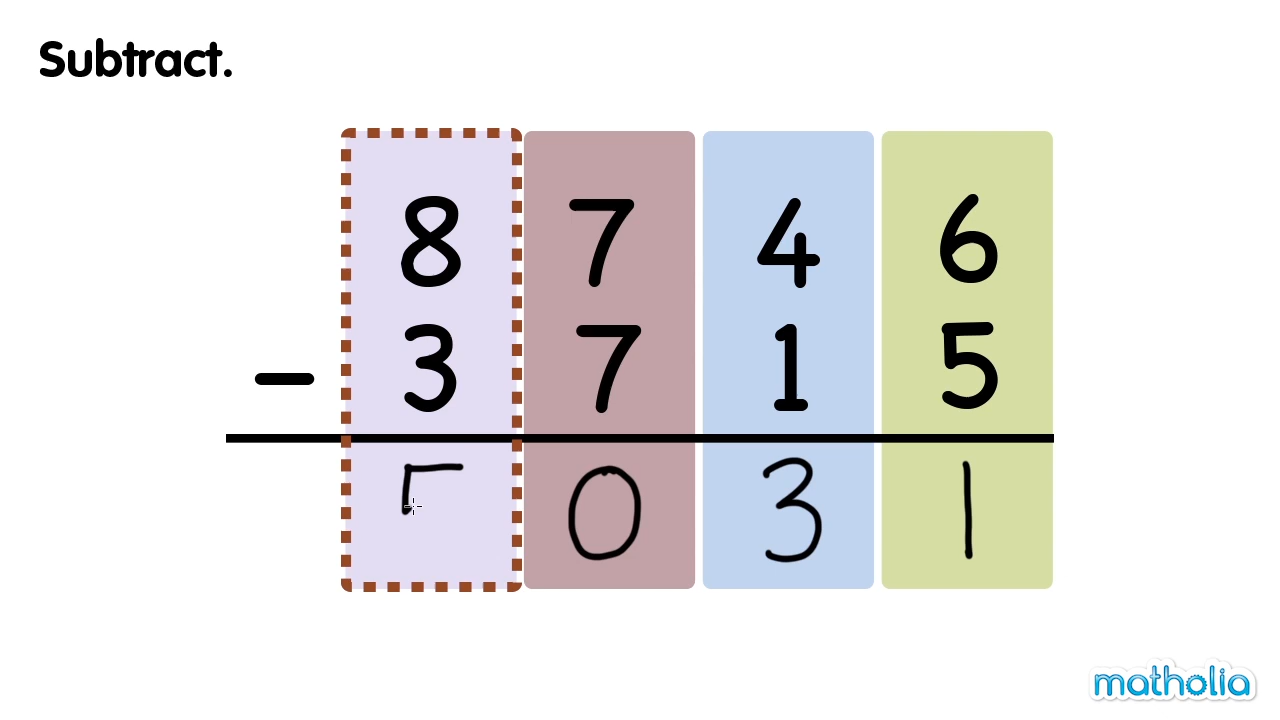 Subtract.
8 7 4 6
- 3 7 1 5
0 3 1
matholia